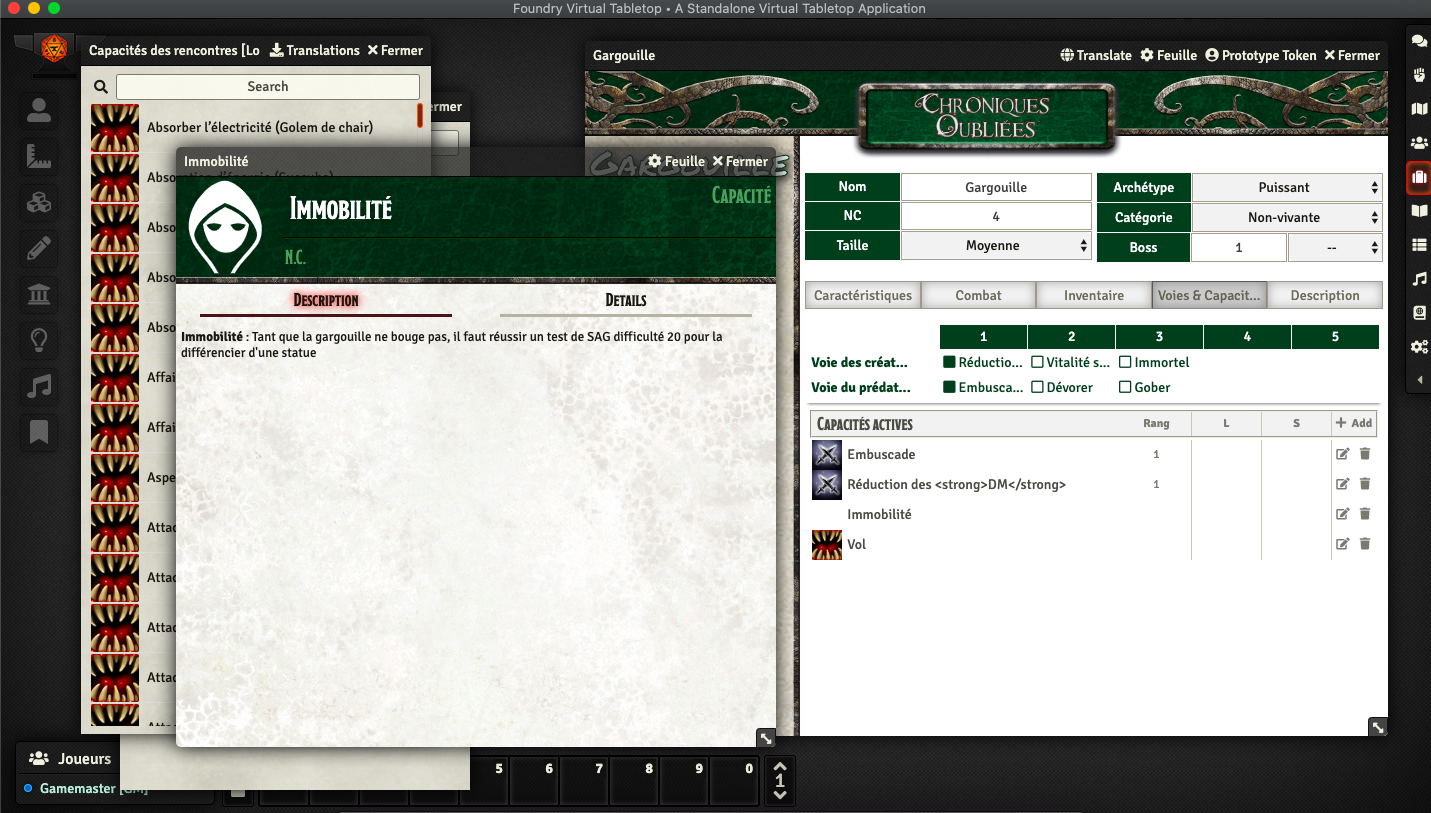 Foundry Virtual Tabletop • A Standalone Virtual Tabletop Application
Capacités des rencontres [Lo Translations Fermer
Search
Absorber l'électricité (Golem de chair)
Abso
Abso
Abso
Affai
Affai
Aspe
Attac
Attac
Attac
Attac
ermer
Immobilité Feuille Fermer
Immobilité
Capacité
N.C.
Description Details
Immobilité : Tant que la gargouille ne bouge pas, il faut réussir un test de SAG difficulté 20 pour la
différencier d'une statue
Gargouille Translate Feuille Prototype Token Fermer
Chroniques
Oubliées
Gargouille
Nom Gargouille Archétype Puissant
NC 4 Catégorie Non-vivante
Taille Moyenne Boss 1 --
Caractéristiques Combat Inventaire Voies & Capacit... Description
1 2 3 4 5
Voie des créat... Réductio... Vitalité s... Immortel
Voie du prédat... Embusca... Dévorer Gober
Capacités actives Rang L S + Add
Embuscade 1
Réduction des <strong>DM</strong> 1
Immobilité
Vol
Joueurs
Gamemaster [GM]
5 6 7 8 9 0 1